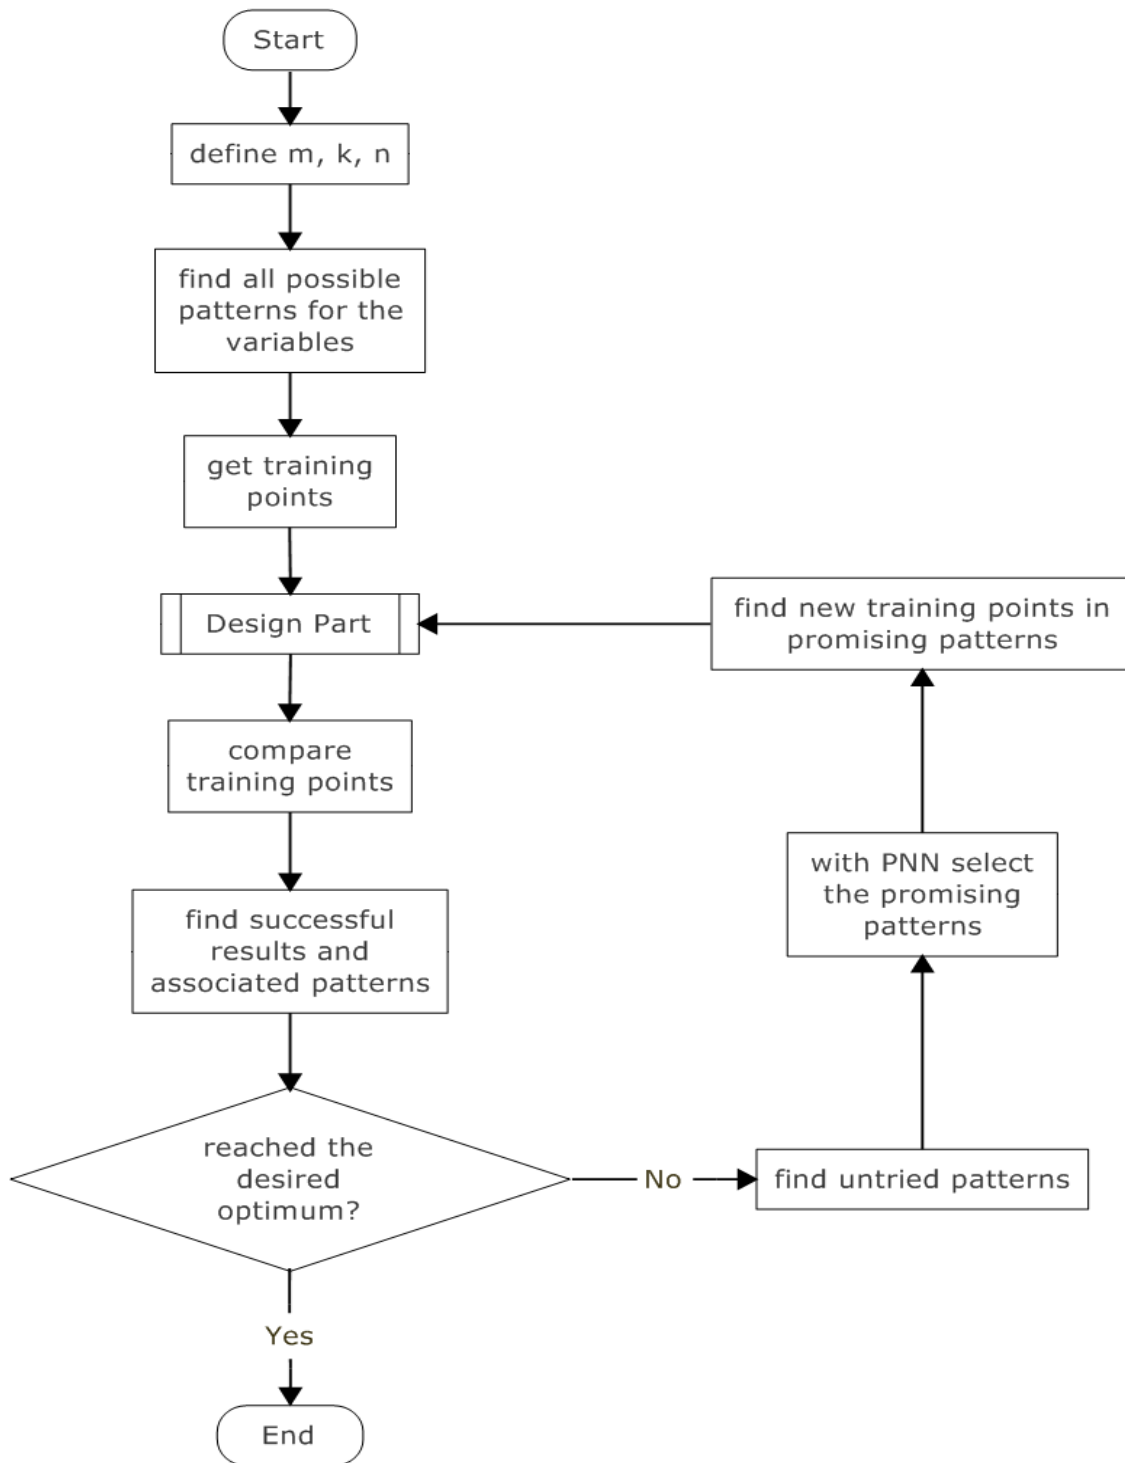 Start
define m, k, n
find all possible
patterns for the
variables
get training
points
Design Part
compare
training points
find successful
results and
associated patterns
reached the
desired
optimum?
No
find untried patterns
with PNN select
the promising
patterns
find new training points in
promising patterns
Yes
End